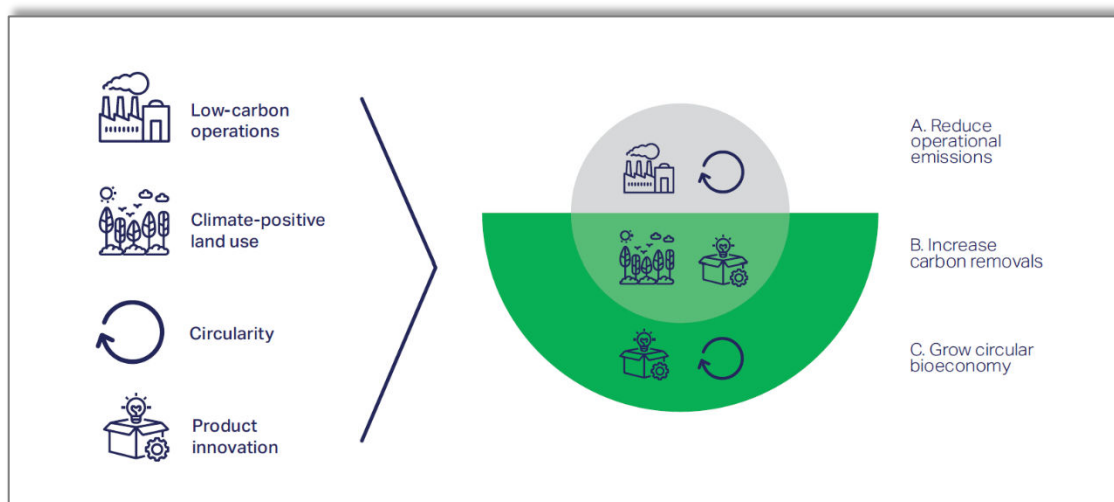 Low-carbon
operations
Climate-positive
land use
Circularity
Product
innovation
A. Reduce
operational
emissions
B. Increase
carbon removals
C. Grow circular
bioeconomy